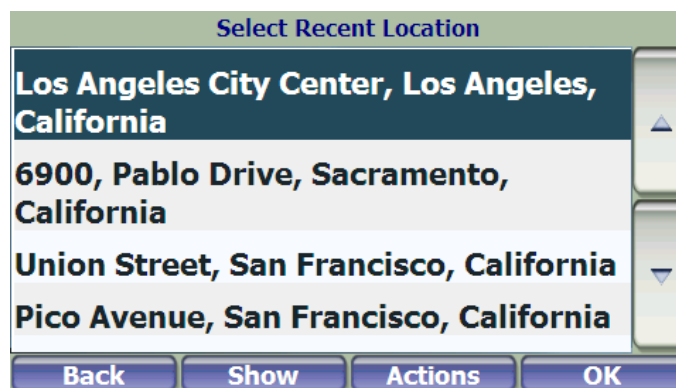 Select Recent Location
Los Angeles City Center, Los Angeles,
California
6900, Pablo Drive, Sacramento,
California
Union Street, San Francisco, California
Pico Avenue, San Francisco, California
Back Show Actions OK